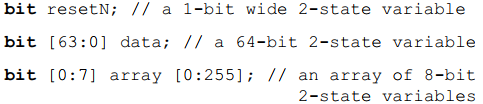 bit resetN; // a 1-bit wide 2-state variable
bit [63:0] data; // a 64-bit 2-state variable
bit [0:7] array [0:255]; // an array of 8-bit
2-state variables